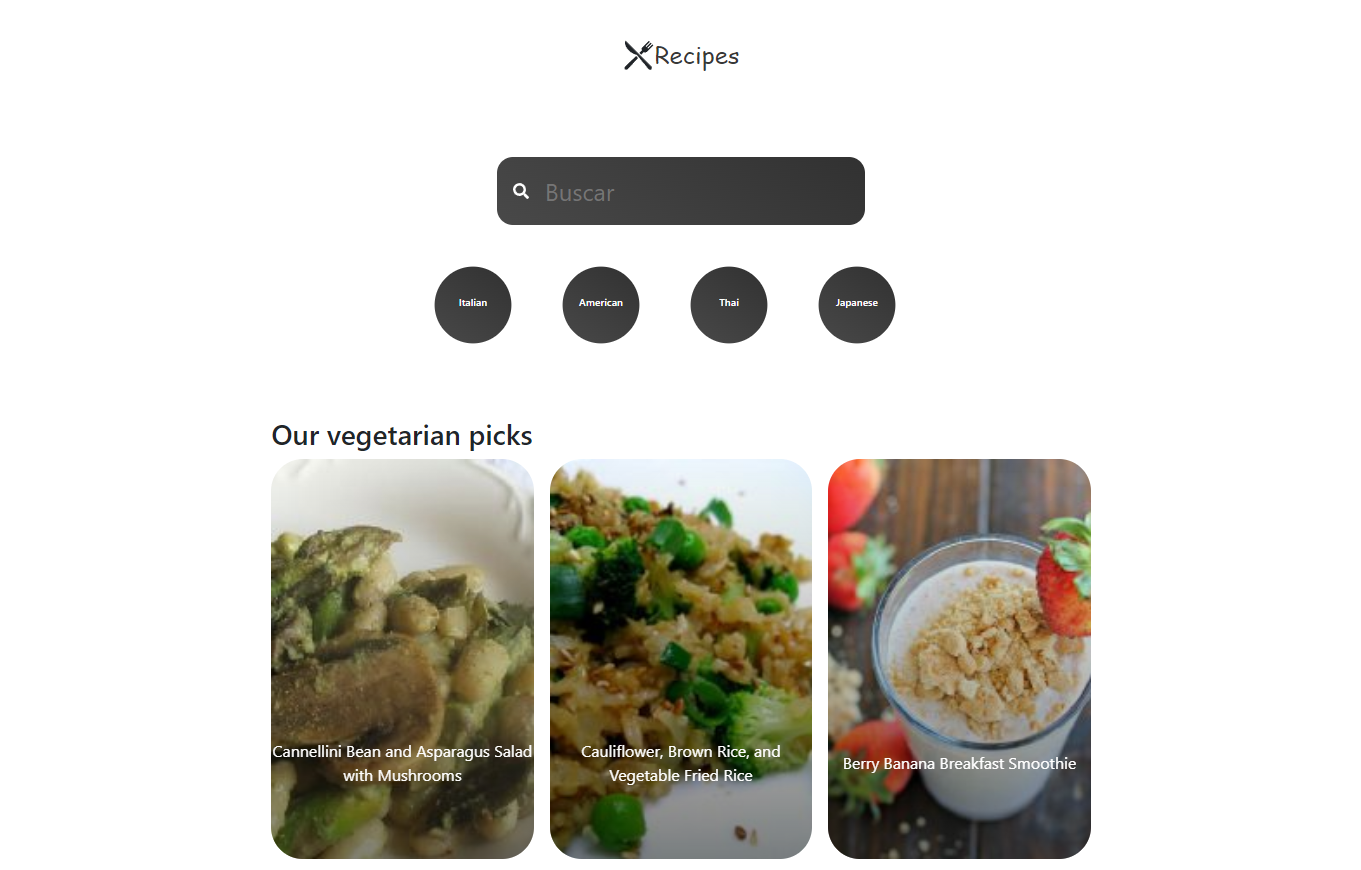 Recipes
Buscar
Italian
American
Thai
Japanese
Our vegetarian picks
Cannellini Bean and Asparagus Salad
with Mushrooms
Cauliflower, Brown Rice, and
Vegetable Fried Rice
Berry Banana Breakfast Smoothie